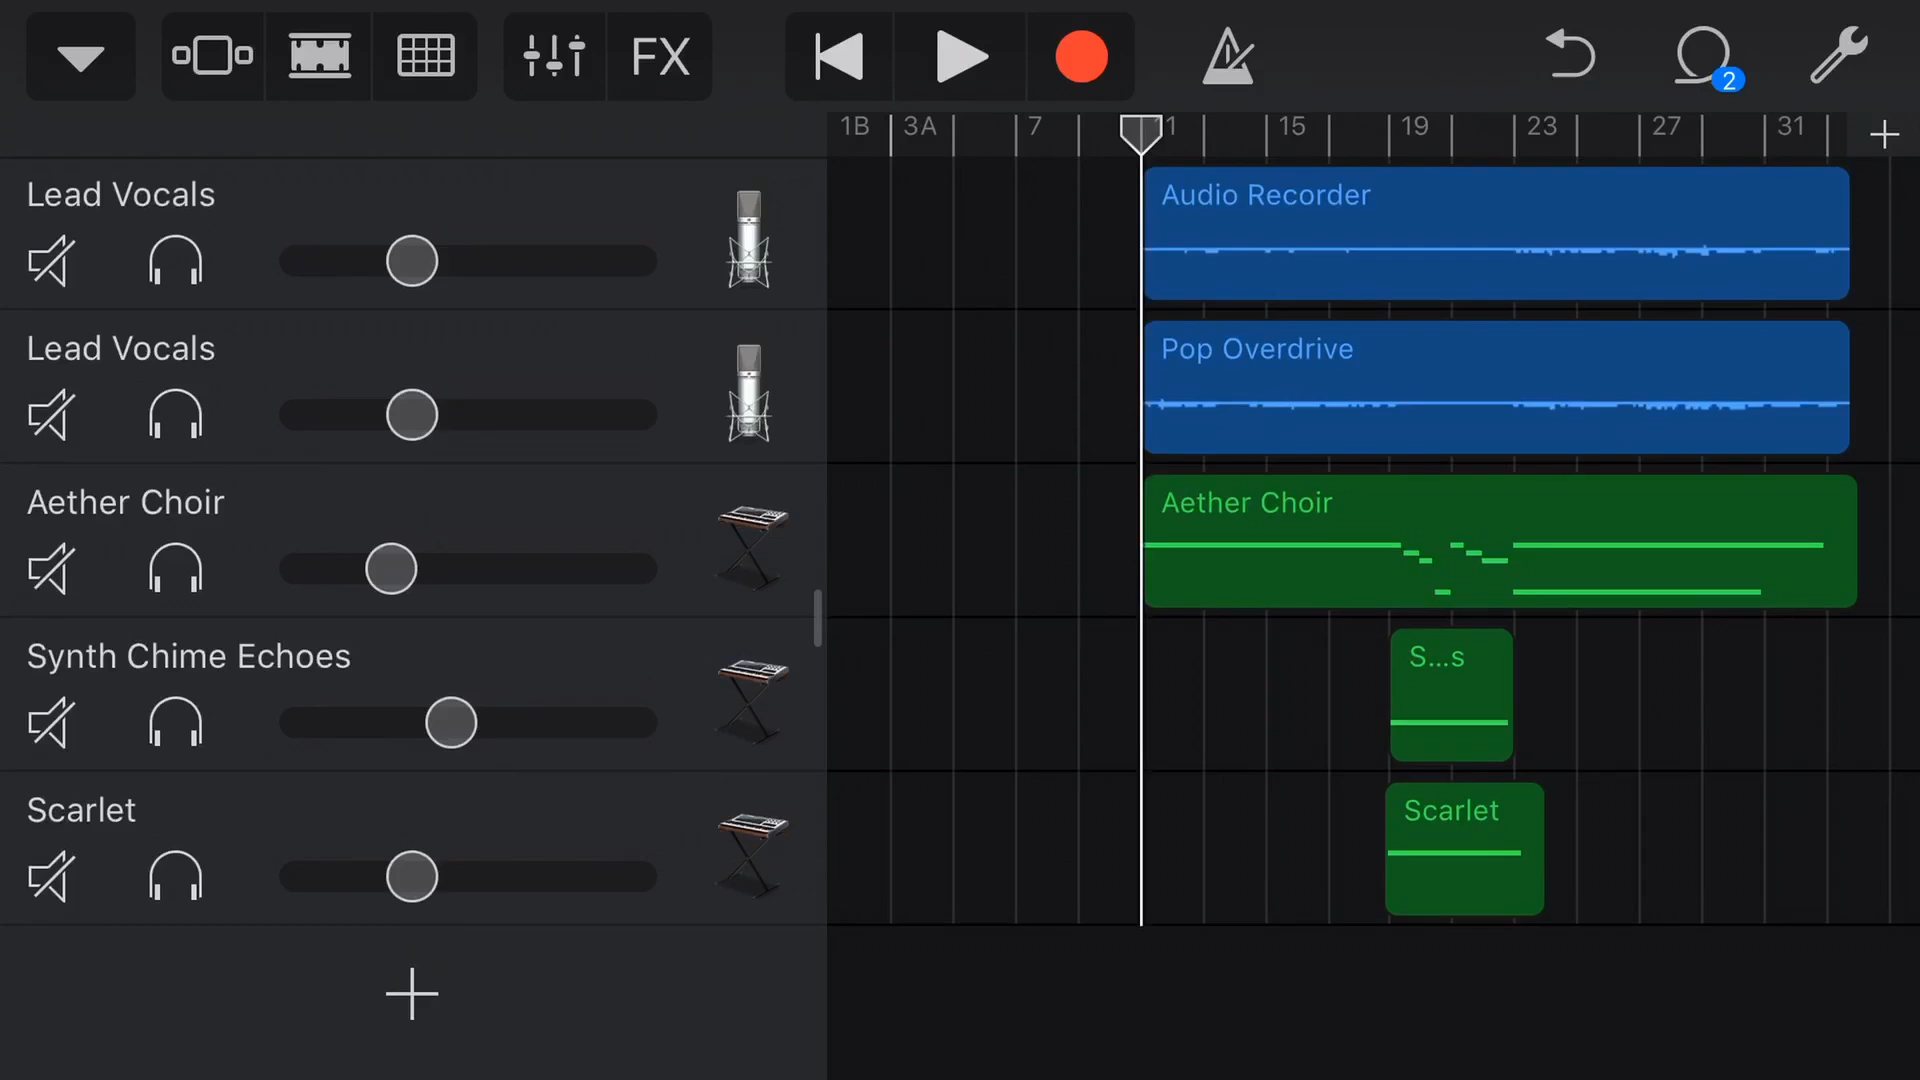 FX
2
1B 3A 7 11 15 19 23 27 31
Lead Vocals
Audio Recorder
Lead Vocals
Pop Overdrive
Aether Choir
Aether Choir
Synth Chime Echoes
S...s
Scarlet
Scarlet